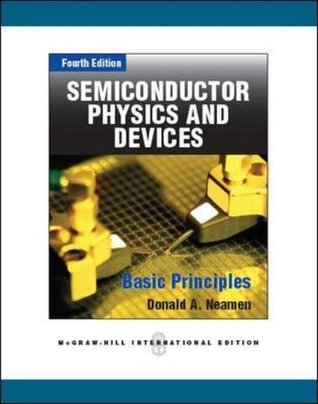 Fourth Edition
SEMICONDUCTOR
PHYSICS AND
DEVICES
Basic Principles
Donald A. Neamen
McGRAW-HILL INTERNATIONAL EDITION